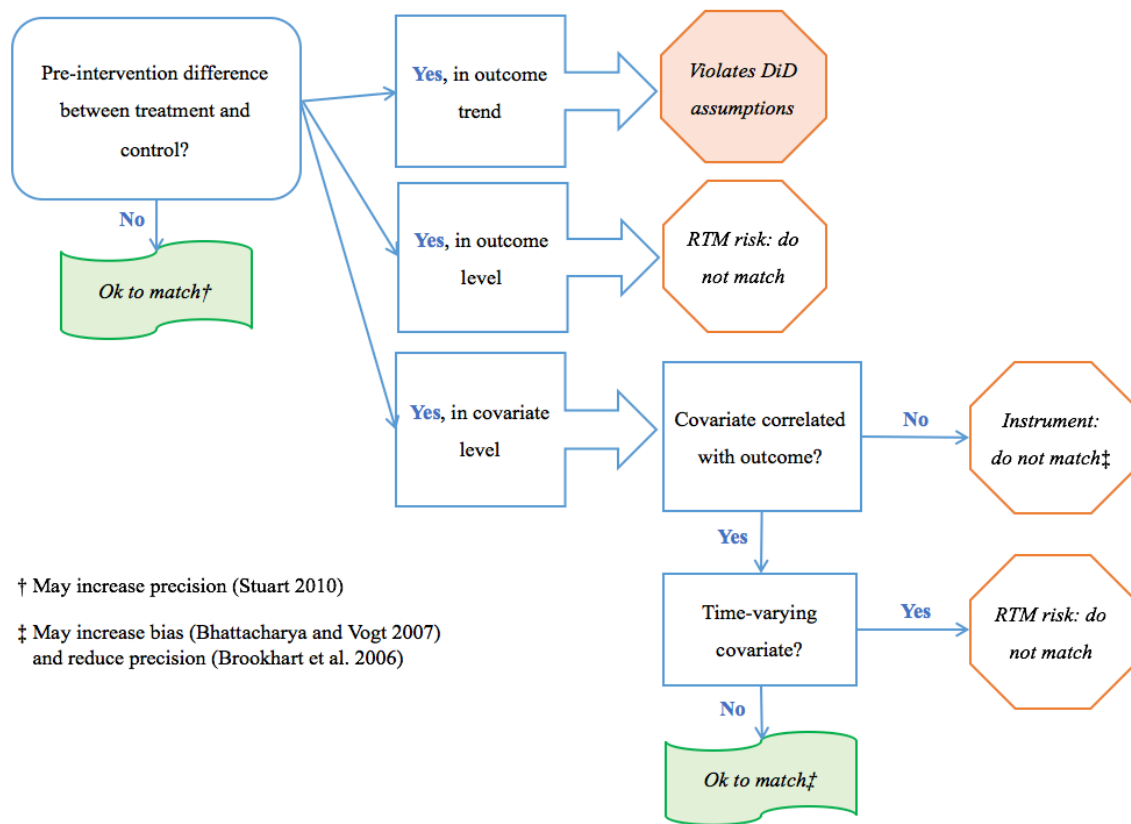 Pre-intervention difference
between treatment and
control?
No
Ok to match†
Yes, in outcome
trend
Violates DiD
assumptions
Yes, in outcome
level
RTM risk: do
not match
Yes, in covariate
level
Covariate correlated
with outcome?
No
Instrument:
do not match‡
Yes
Time-varying
covariate?
Yes
RTM risk: do
not match
No
Ok to match‡
† May increase precision (Stuart 2010)
‡ May increase bias (Bhattacharya and Vogt 2007)
and reduce precision (Brookhart et al. 2006)